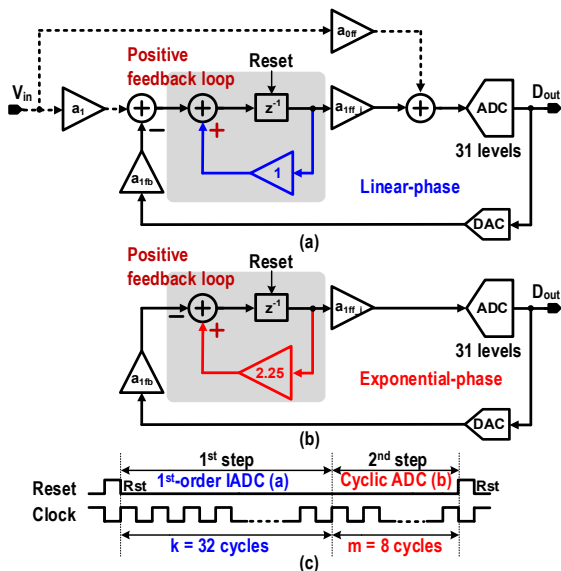 a0ff
Positive
feedback loop
Reset
Vin
a1
+
−
+
+
z-1
a1ff_i
+
ADC
Dout
31 levels
1
a1fb
Linear-phase
DAC
(a)
Positive
feedback loop
Reset
−
+
+
z-1
a1ff_i
ADC
Dout
31 levels
2.25
a1fb
Exponential-phase
DAC
(b)
1st step
2nd step
Reset
Rst
1st-order IADC (a)
Cyclic ADC (b)
Rst
Clock
k = 32 cycles
m = 8 cycles
(c)